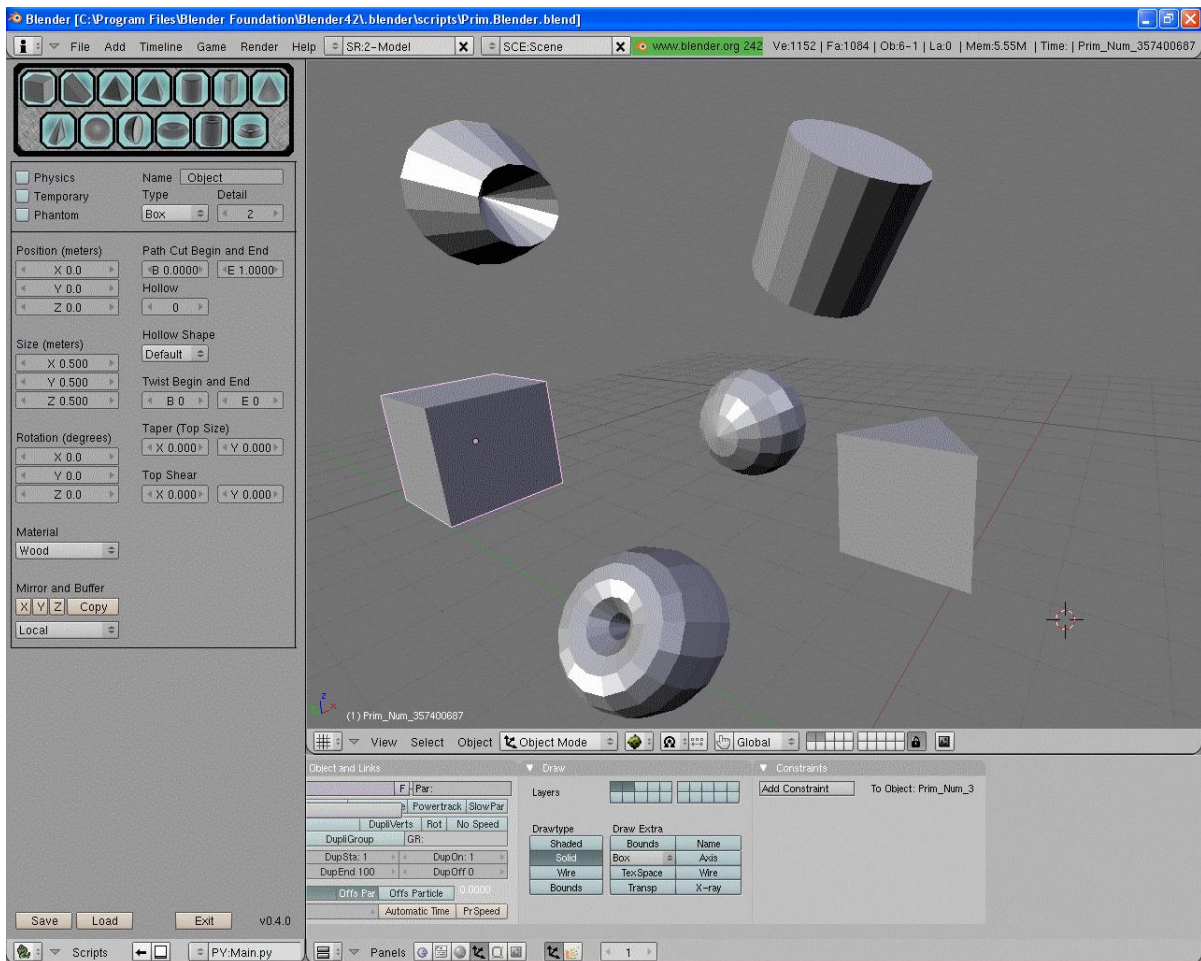 Blender [C:\Program Files\Blender Foundation\Blender42\.blender\scripts\Prim.Blender.blend]
File Add Timeline Game Render Help SR:2-Model SCE:Scene www.blender.org 242 Ve:1152 | Fa:1084 | Ob:6-1 | La:0 | Mem:5.55M | Time: | Prim_Num_357400687
Physics Name Object
Temporary Type Detail
Phantom Box 2
Position (meters) Path Cut Begin and End
X 0.0 B 0.0000 E 1.0000
Y 0.0 Hollow
Z 0.0 0
Hollow Shape
Size (meters) Default
X 0.500
Y 0.500 Twist Begin and End
Z 0.500 B 0 E 0
Taper (Top Size)
Rotation (degrees) X 0.000 Y 0.000
X 0.0
Y 0.0 Top Shear
Z 0.0 X 0.000 Y 0.000
Material
Wood
Mirror and Buffer
X Y Z Copy
Local
Save Load Exit v0.4.0
Scripts PY:Main.py
z
x
(1) Prim_Num_357400687
View Select Object Object Mode Global
Object and Links
F Par:
Powertrack SlowPar
DupliVerts Rot No Speed
DupliGroup GR:
DupSta: 1 DupOn: 1
DupEnd 100 DupOff 0
Offs Par Offs Particle 0.0000
Automatic Time PrSpeed
Draw
Layers
Drawtype Draw Extra
Shaded Bounds Name
Solid Box Axis
Wire TexSpace Wire
Bounds Transp X-ray
Constraints
Add Constraint To Object: Prim_Num_3
Panels 1